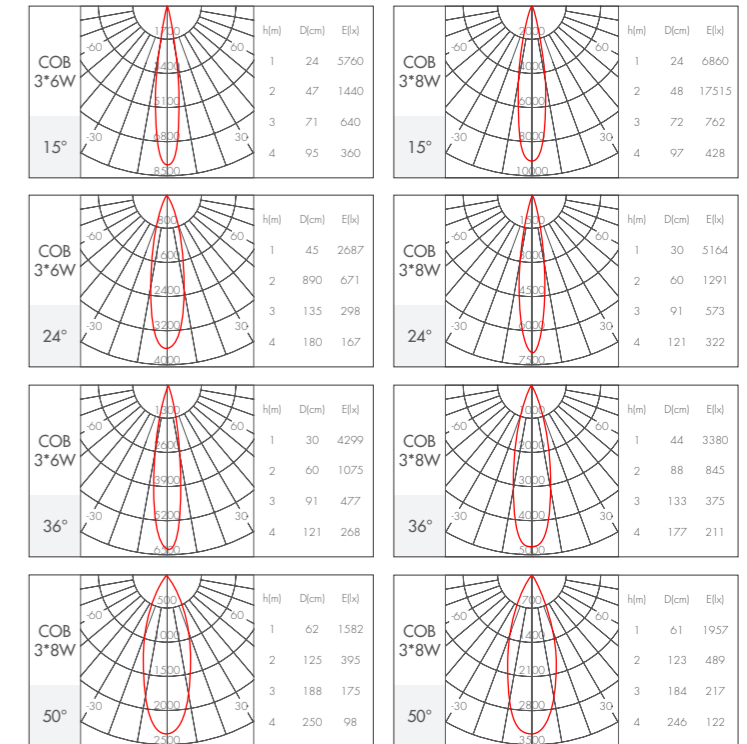 COB
3*6W
15°
1700
3400
5100
6800
8500
-60
60
-30
30
h(m) D(cm) E(lx)
1 24 5760
2 47 1440
3 71 640
4 95 360
COB
3*8W
15°
2000
4000
6000
8000
10000
-60
60
-30
30
h(m) D(cm) E(lx)
1 24 6860
2 48 17515
3 72 762
4 97 428
COB
3*6W
24°
800
1600
2400
3200
4000
-60
60
-30
30
h(m) D(cm) E(lx)
1 45 2687
2 890 671
3 135 298
4 180 167
COB
3*8W
24°
1500
3000
4500
6000
7500
-60
60
-30
30
h(m) D(cm) E(lx)
1 30 5164
2 60 1291
3 91 573
4 121 322
COB
3*6W
36°
1300
2600
3900
5200
6500
-60
60
-30
30
h(m) D(cm) E(lx)
1 30 4299
2 60 1075
3 91 477
4 121 268
COB
3*8W
36°
1000
2000
3000
4000
5000
-60
60
-30
30
h(m) D(cm) E(lx)
1 44 3380
2 88 845
3 133 375
4 177 211
COB
3*8W
50°
500
1000
1500
2000
2500
-60
60
-30
30
h(m) D(cm) E(lx)
1 62 1582
2 125 395
3 188 175
4 250 98
COB
3*8W
50°
700
1400
2100
2800
3500
-60
60
-30
30
h(m) D(cm) E(lx)
1 61 1957
2 123 489
3 184 217
4 246 122